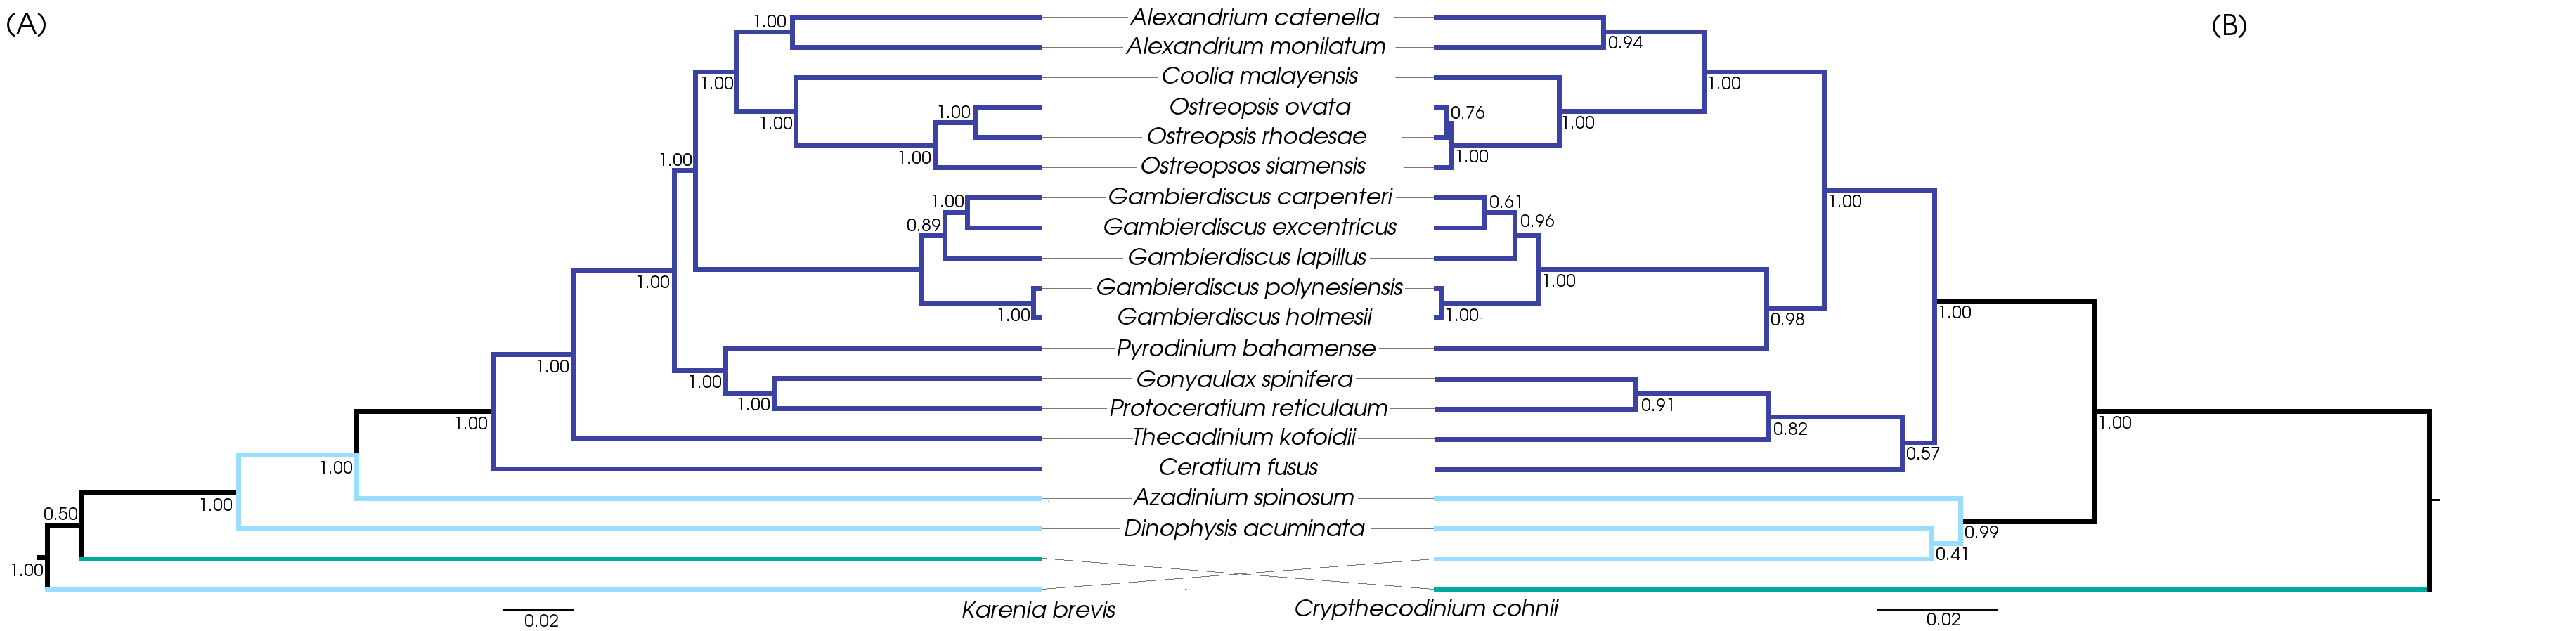 (A)
(B)
1.00
Alexandrium catenella
Alexandrium monilatum
0.94
1.00
Coolia malayensis
1.00
1.00
Ostreopsis ovata
0.76
1.00
Ostreopsis rhodesae
1.00
1.00
1.00
Ostreopsos siamensis
1.00
1.00
Gambierdiscus carpenteri
0.61
1.00
0.89
Gambierdiscus excentricus
0.96
Gambierdiscus lapillus
1.00
Gambierdiscus polynesiensis
1.00
1.00
Gambierdiscus holmesii
1.00
0.98
1.00
Pyrodinium bahamense
1.00
1.00
Gonyaulax spinifera
1.00
Protoceratium reticulaum
0.91
1.00
Thecadinium kofoidii
0.82
1.00
Ceratium fusus
0.57
1.00
Azadinium spinosum
1.00
0.50
Dinophysis acuminata
0.99
0.41
1.00
Karenia brevis
Crypthecodinium cohnii
0.02
0.02